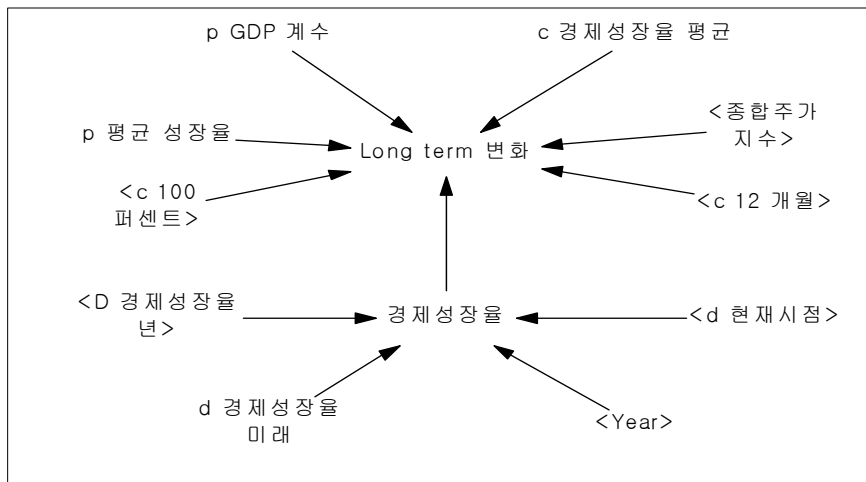 p GDP 계수
c 경제성장율 평균
p 평균 성장율
<종합주가
지수>
Long term 변화
<c 100
퍼센트>
<c 12 개월>
<D 경제성장율
년>
경제성장율
<d 현재시점>
d 경제성장율
미래
<Year>